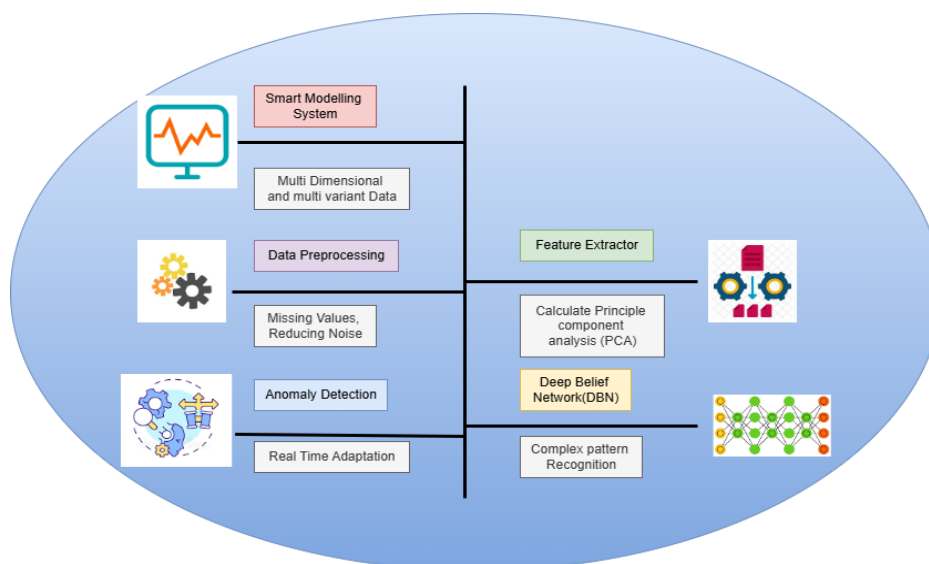 Smart Modelling
System
Multi Dimensional
and multi variant Data
Data Preprocessing
Missing Values,
Reducing Noise
Anomaly Detection
Real Time Adaptation
Feature Extractor
Calculate Principle
component
analysis (PCA)
Deep Belief
Network(DBN)
Complex pattern
Recognition